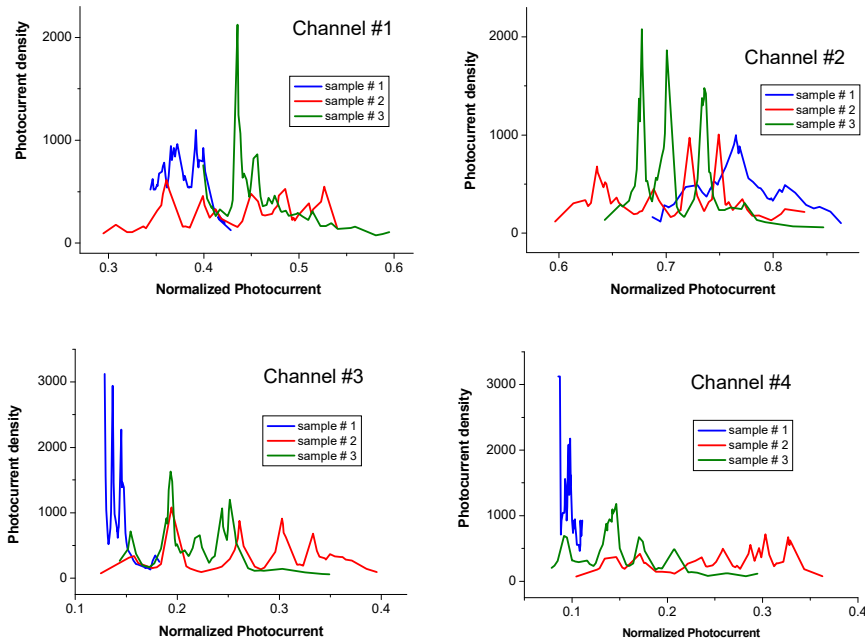 Channel #1
Photocurrent density
2000
1000
0
sample # 1
sample # 2
sample # 3
0.3 0.4 0.5 0.6
Normalized Photocurrent
Channel #2
Photocurrent density
2000
1000
0
sample # 1
sample # 2
sample # 3
0.6 0.7 0.8
Normalized Photocurrent
Channel #3
Photocurrent density
3000
2000
1000
0
sample # 1
sample # 2
sample # 3
0.1 0.2 0.3 0.4
Normalized Photocurrent
Channel #4
Photocurrent density
4000
3000
2000
1000
0
sample # 1
sample # 2
sample # 3
0.1 0.2 0.3 0.4
Normalized Photocurrent